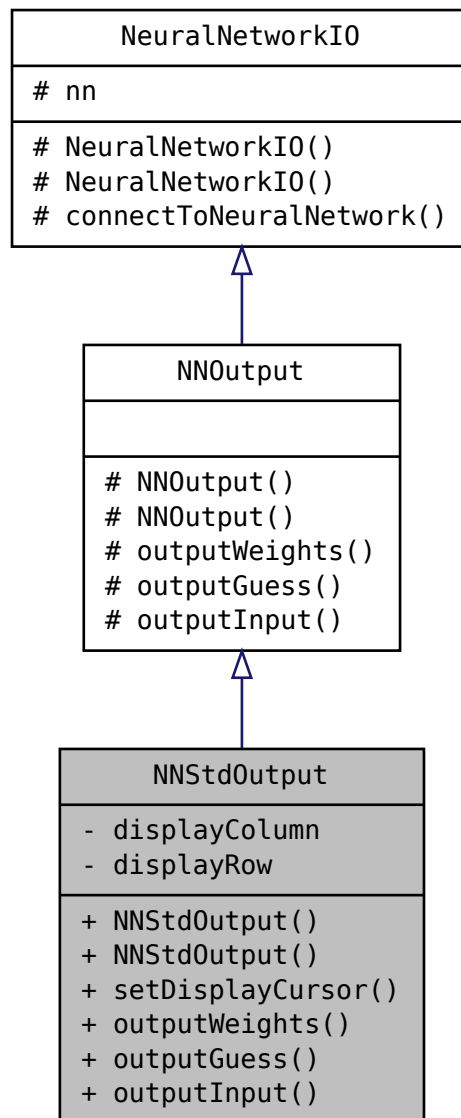 NeuralNetworkIO
# nn
# NeuralNetworkIO()
# NeuralNetworkIO()
# connectToNeuralNetwork()
NNOutput
# NNOutput()
# NNOutput()
# outputWeights()
# outputGuess()
# outputInput()
NNStdOutput
- displayColumn
- displayRow
+ NNStdOutput()
+ NNStdOutput()
+ setDisplayCursor()
+ outputWeights()
+ outputGuess()
+ outputInput()